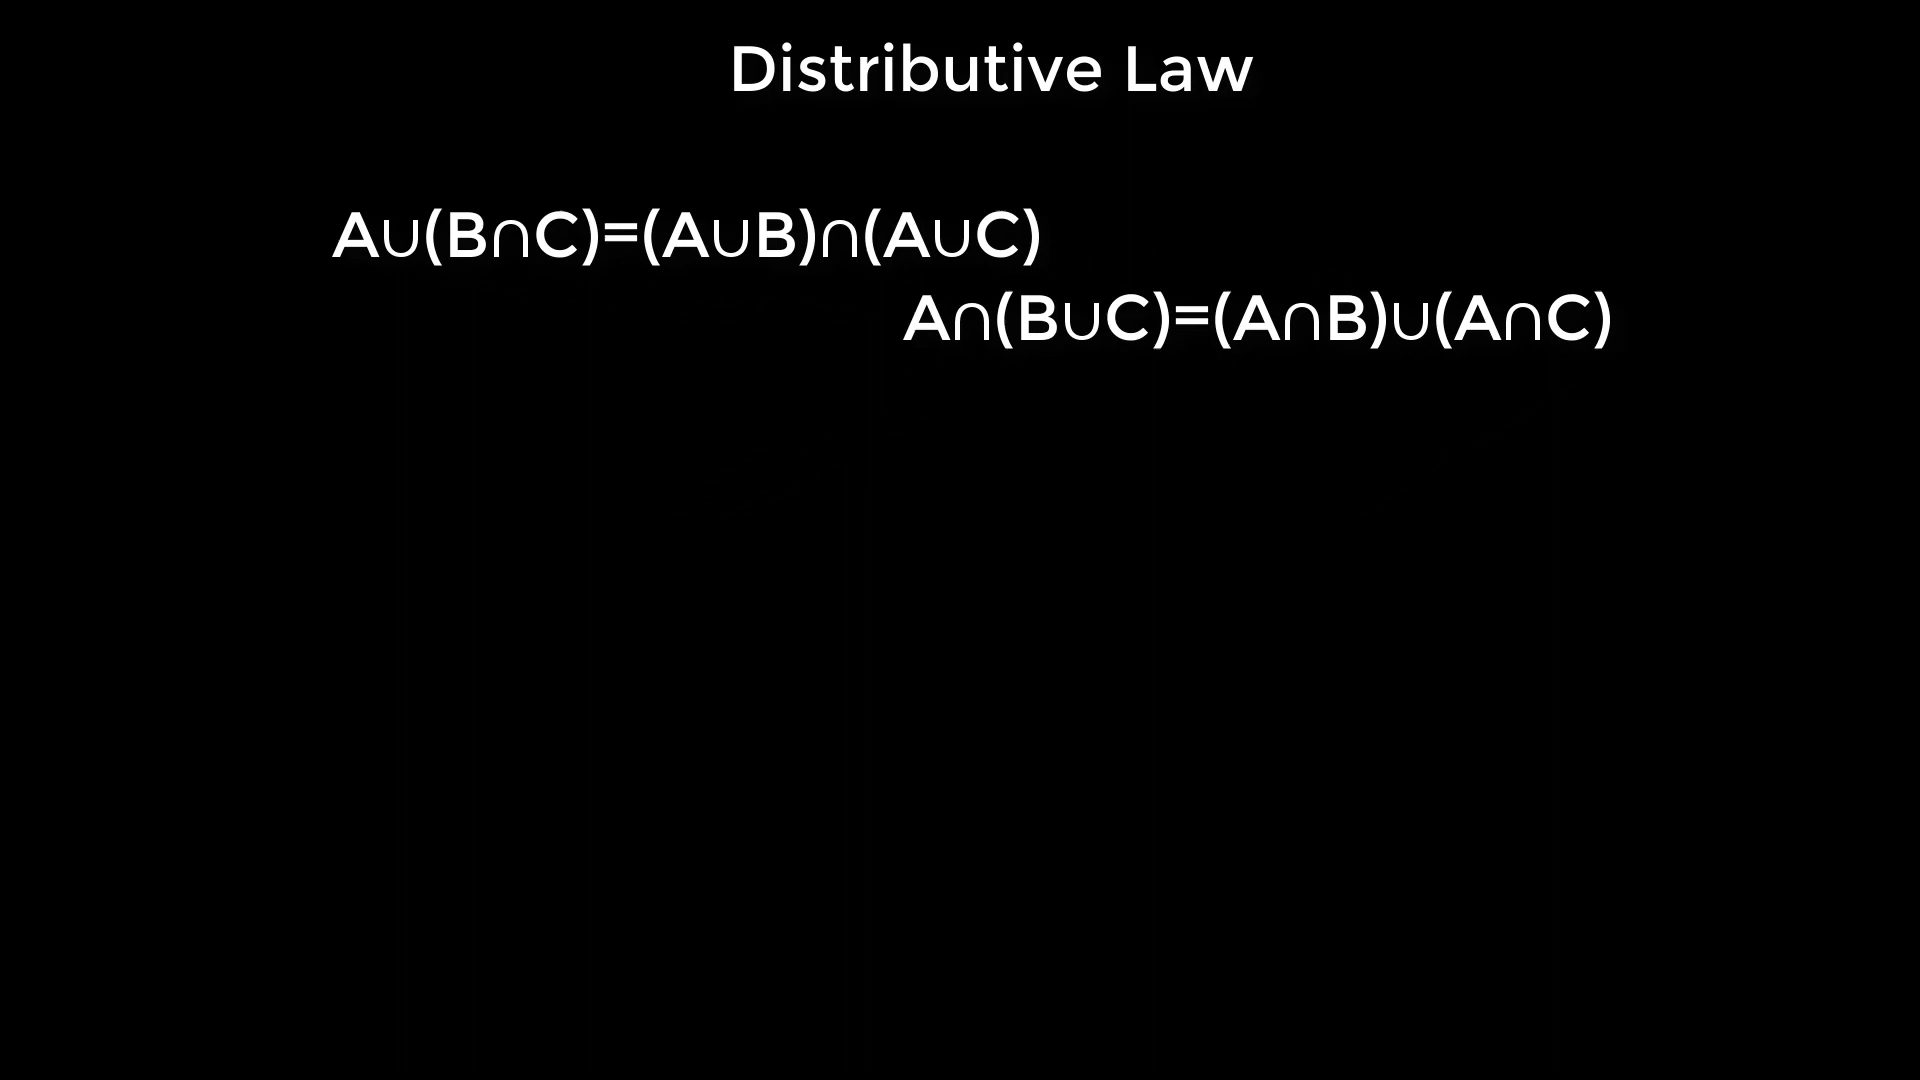 Distributive Law
A∪(B∩C)=(A∪B)∩(A∪C)
A∩(B∪C)=(A∩B)∪(A∩C)